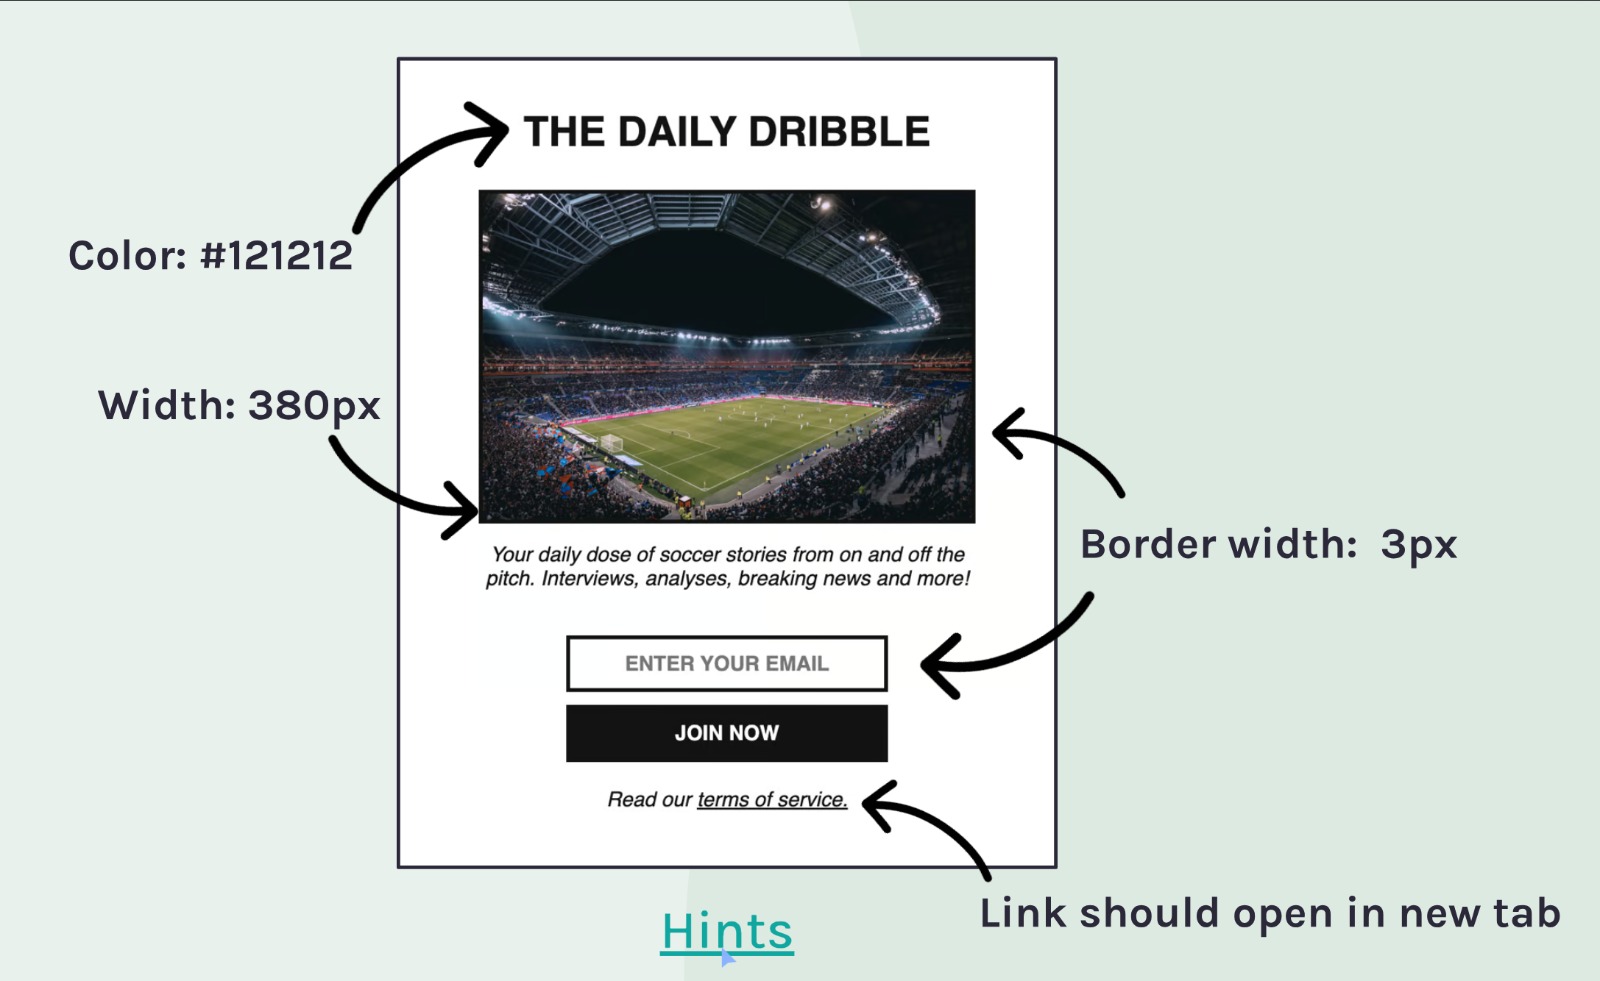 THE DAILY DRIBBLE
Color: #121212
Width: 380px
Border width: 3px
Your daily dose of soccer stories from on and off the
pitch. Interviews, analyses, breaking news and more!
ENTER YOUR EMAIL
JOIN NOW
Read our terms of service.
Link should open in new tab
Hints